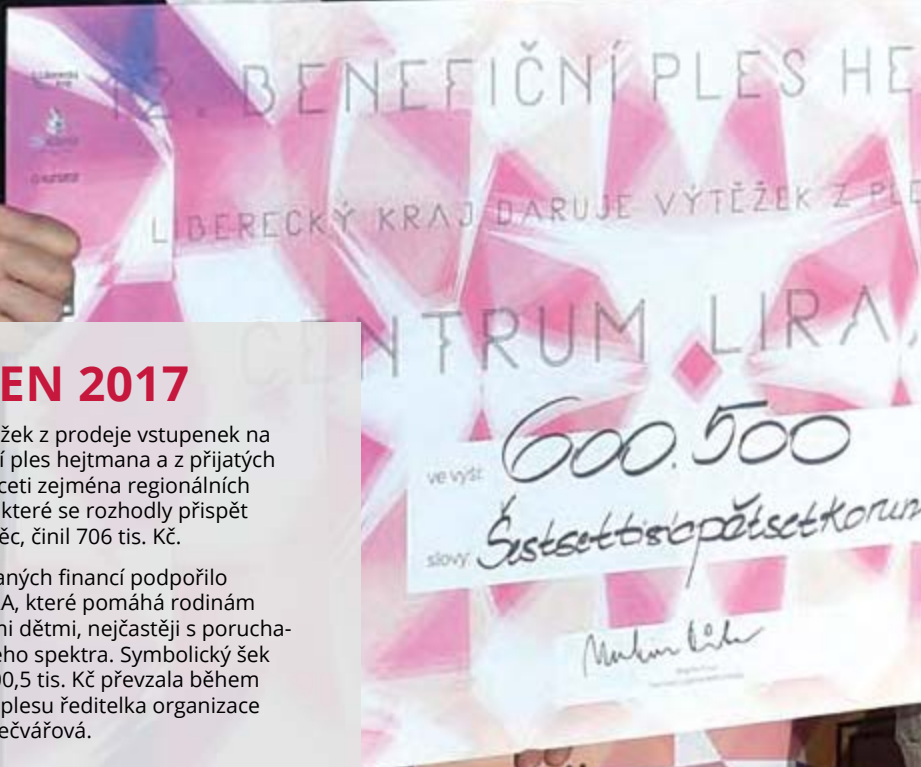 12. BENEFIČNÍ PLES HE
LIBERECKÝ KRAJ DARUJE VÝTĚŽEK Z PLE
CENTRUM LIRA,
ve výši: 600.500
slovy: Šestsettisícpětsetkorun
EN 2017
žek z prodeje vstupenek na
í ples hejtmana a z přijatých
ceti zejména regionálních
které se rozhodly přispět
ěc, činil 706 tis. Kč.
aných financí podpořilo
A, které pomáhá rodinám
ni dětmi, nejčastěji s porucha-
ého spektra. Symbolický šek
00,5 tis. Kč převzala během
plesu ředitelka organizace
ečvářová.